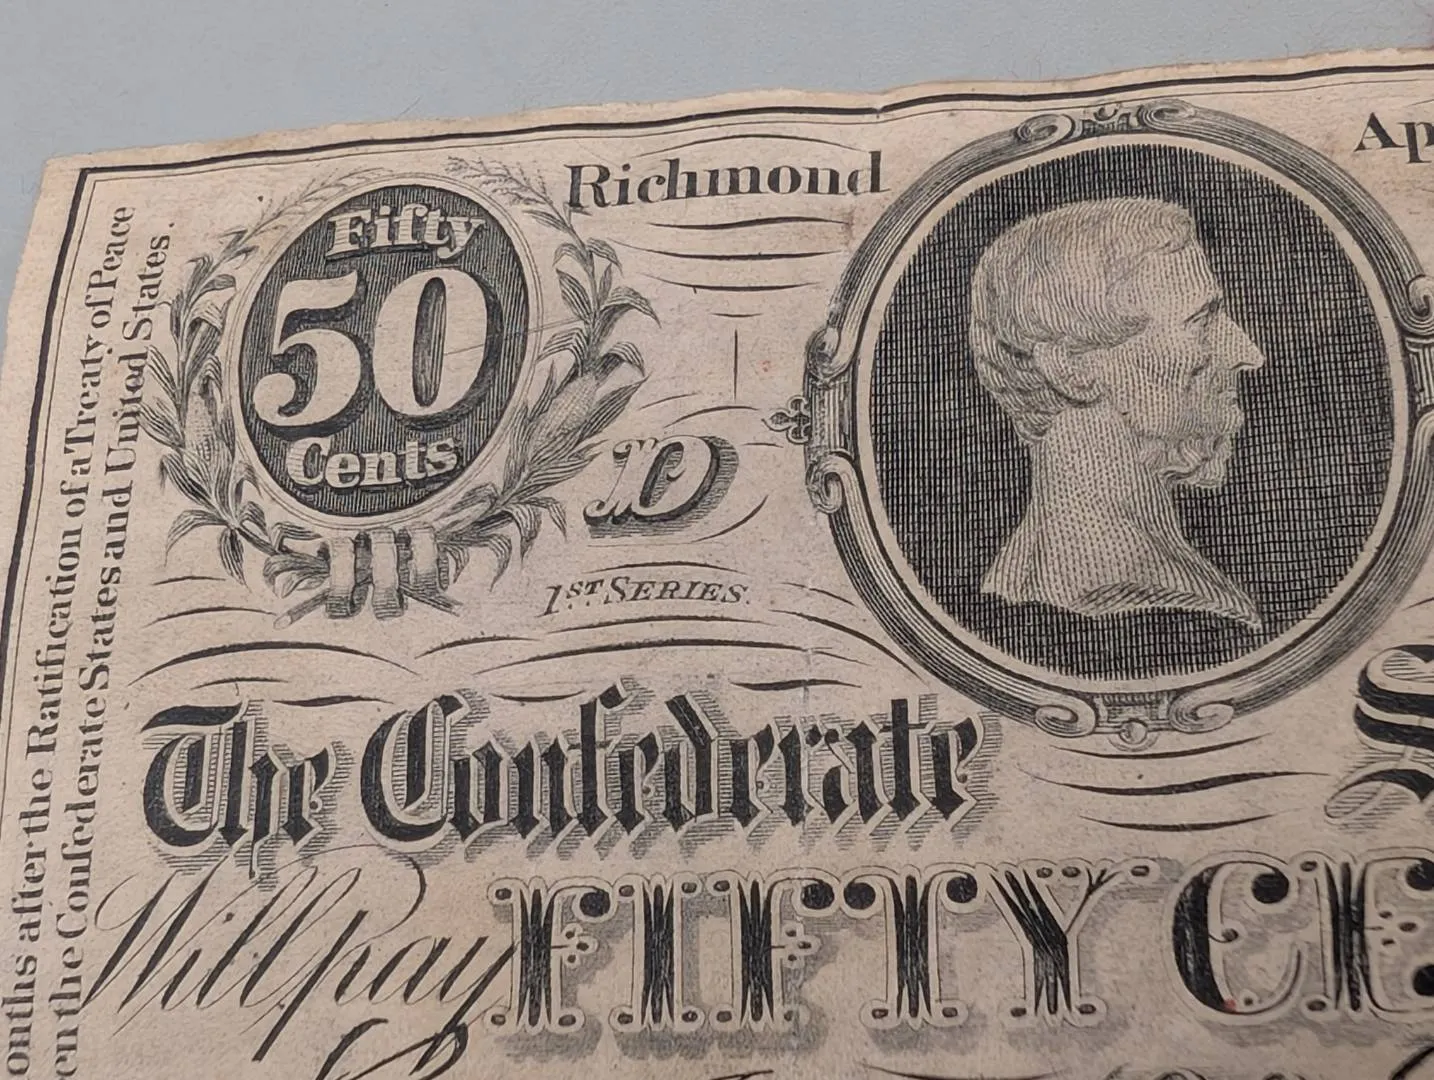 onths after the Ratification of a Treaty of Peace
en the Confederate States and United States.
Fifty
50
Cents
Richmond
Ap
D
1ST SERIES.
The Confederate S
Will pay FIFTY CE